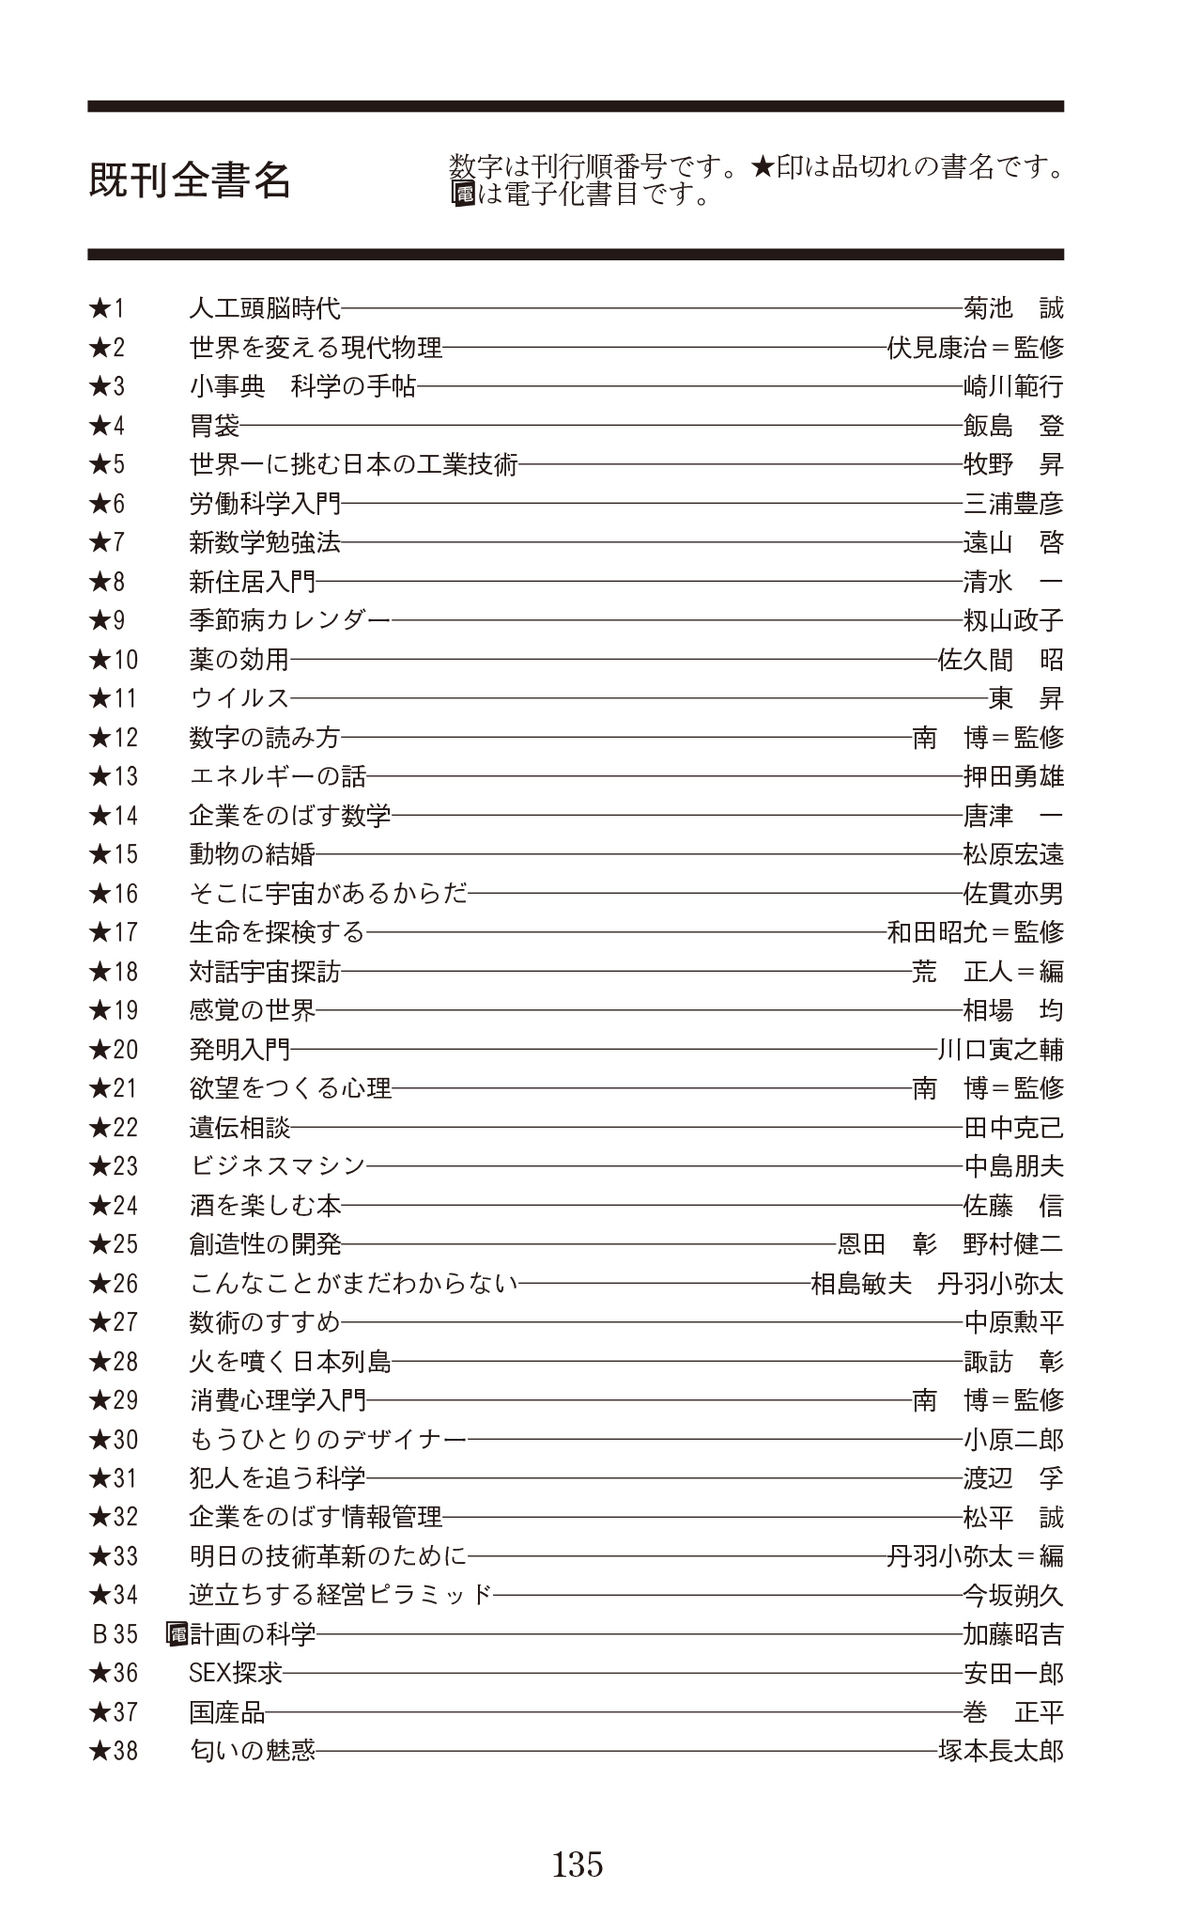 既刊全書名
数字は刊行順番号です。★印は品切れの書名です。
電は電子化書目です。
★1 人工頭脳時代 菊池 誠
★2 世界を変える現代物理 伏見康治＝監修
★3 小事典 科学の手帖 崎川範行
★4 胃袋 飯島 登
★5 世界一に挑む日本の工業技術 牧野 昇
★6 労働科学入門 三浦豊彦
★7 新数学勉強法 遠山 啓
★8 新住居入門 清水 一
★9 季節病カレンダー 籾山政子
★10 薬の効用 佐久間 昭
★11 ウイルス 東 昇
★12 数字の読み方 南 博＝監修
★13 エネルギーの話 押田勇雄
★14 企業をのばす数学 唐津 一
★15 動物の結婚 松原宏遠
★16 そこに宇宙があるからだ 佐貫亦男
★17 生命を探検する 和田昭允＝監修
★18 対話宇宙探訪 荒 正人＝編
★19 感覚の世界 相場 均
★20 発明入門 川口寅之輔
★21 欲望をつくる心理 南 博＝監修
★22 遺伝相談 田中克己
★23 ビジネスマシン 中島朋夫
★24 酒を楽しむ本 佐藤 信
★25 創造性の開発 恩田 彰 野村健二
★26 こんなことがまだわからない 相島敏夫 丹羽小弥太
★27 数術のすすめ 中原勲平
★28 火を噴く日本列島 諏訪 彰
★29 消費心理学入門 南 博＝監修
★30 もうひとりのデザイナー 小原二郎
★31 犯人を追う科学 渡辺 孚
★32 企業をのばす情報管理 松平 誠
★33 明日の技術革新のために 丹羽小弥太＝編
★34 逆立ちする経営ピラミッド 今坂朔久
B35 電計画の科学 加藤昭吉
★36 SEX探求 安田一郎
★37 国産品 巻 正平
★38 匂いの魅惑 塚本長太郎
135